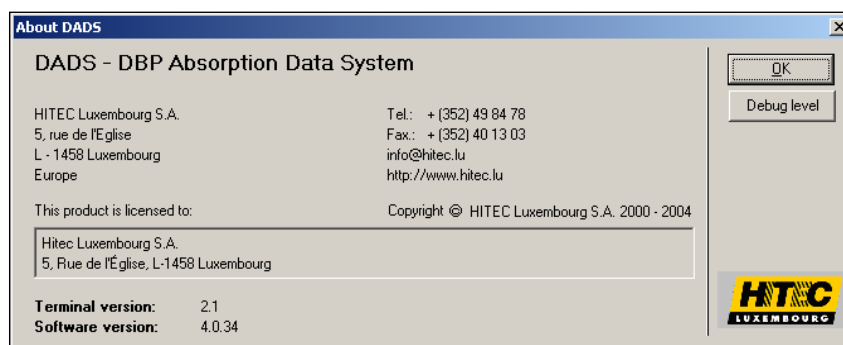 About DADS
DADS - DBP Absorption Data System
HITEC Luxembourg S.A.
5, rue de l'Eglise
L - 1458 Luxembourg
Europe
Tel.: + (352) 49 84 78
Fax.: + (352) 40 13 03
info@hitec.lu
http://www.hitec.lu
This product is licensed to:
Copyright © HITEC Luxembourg S.A. 2000 - 2004
Hitec Luxembourg S.A.
5, Rue de l'Église, L-1458 Luxembourg
Terminal version: 2.1
Software version: 4.0.34
OK
Debug level
HITEC
LUXEMBOURG